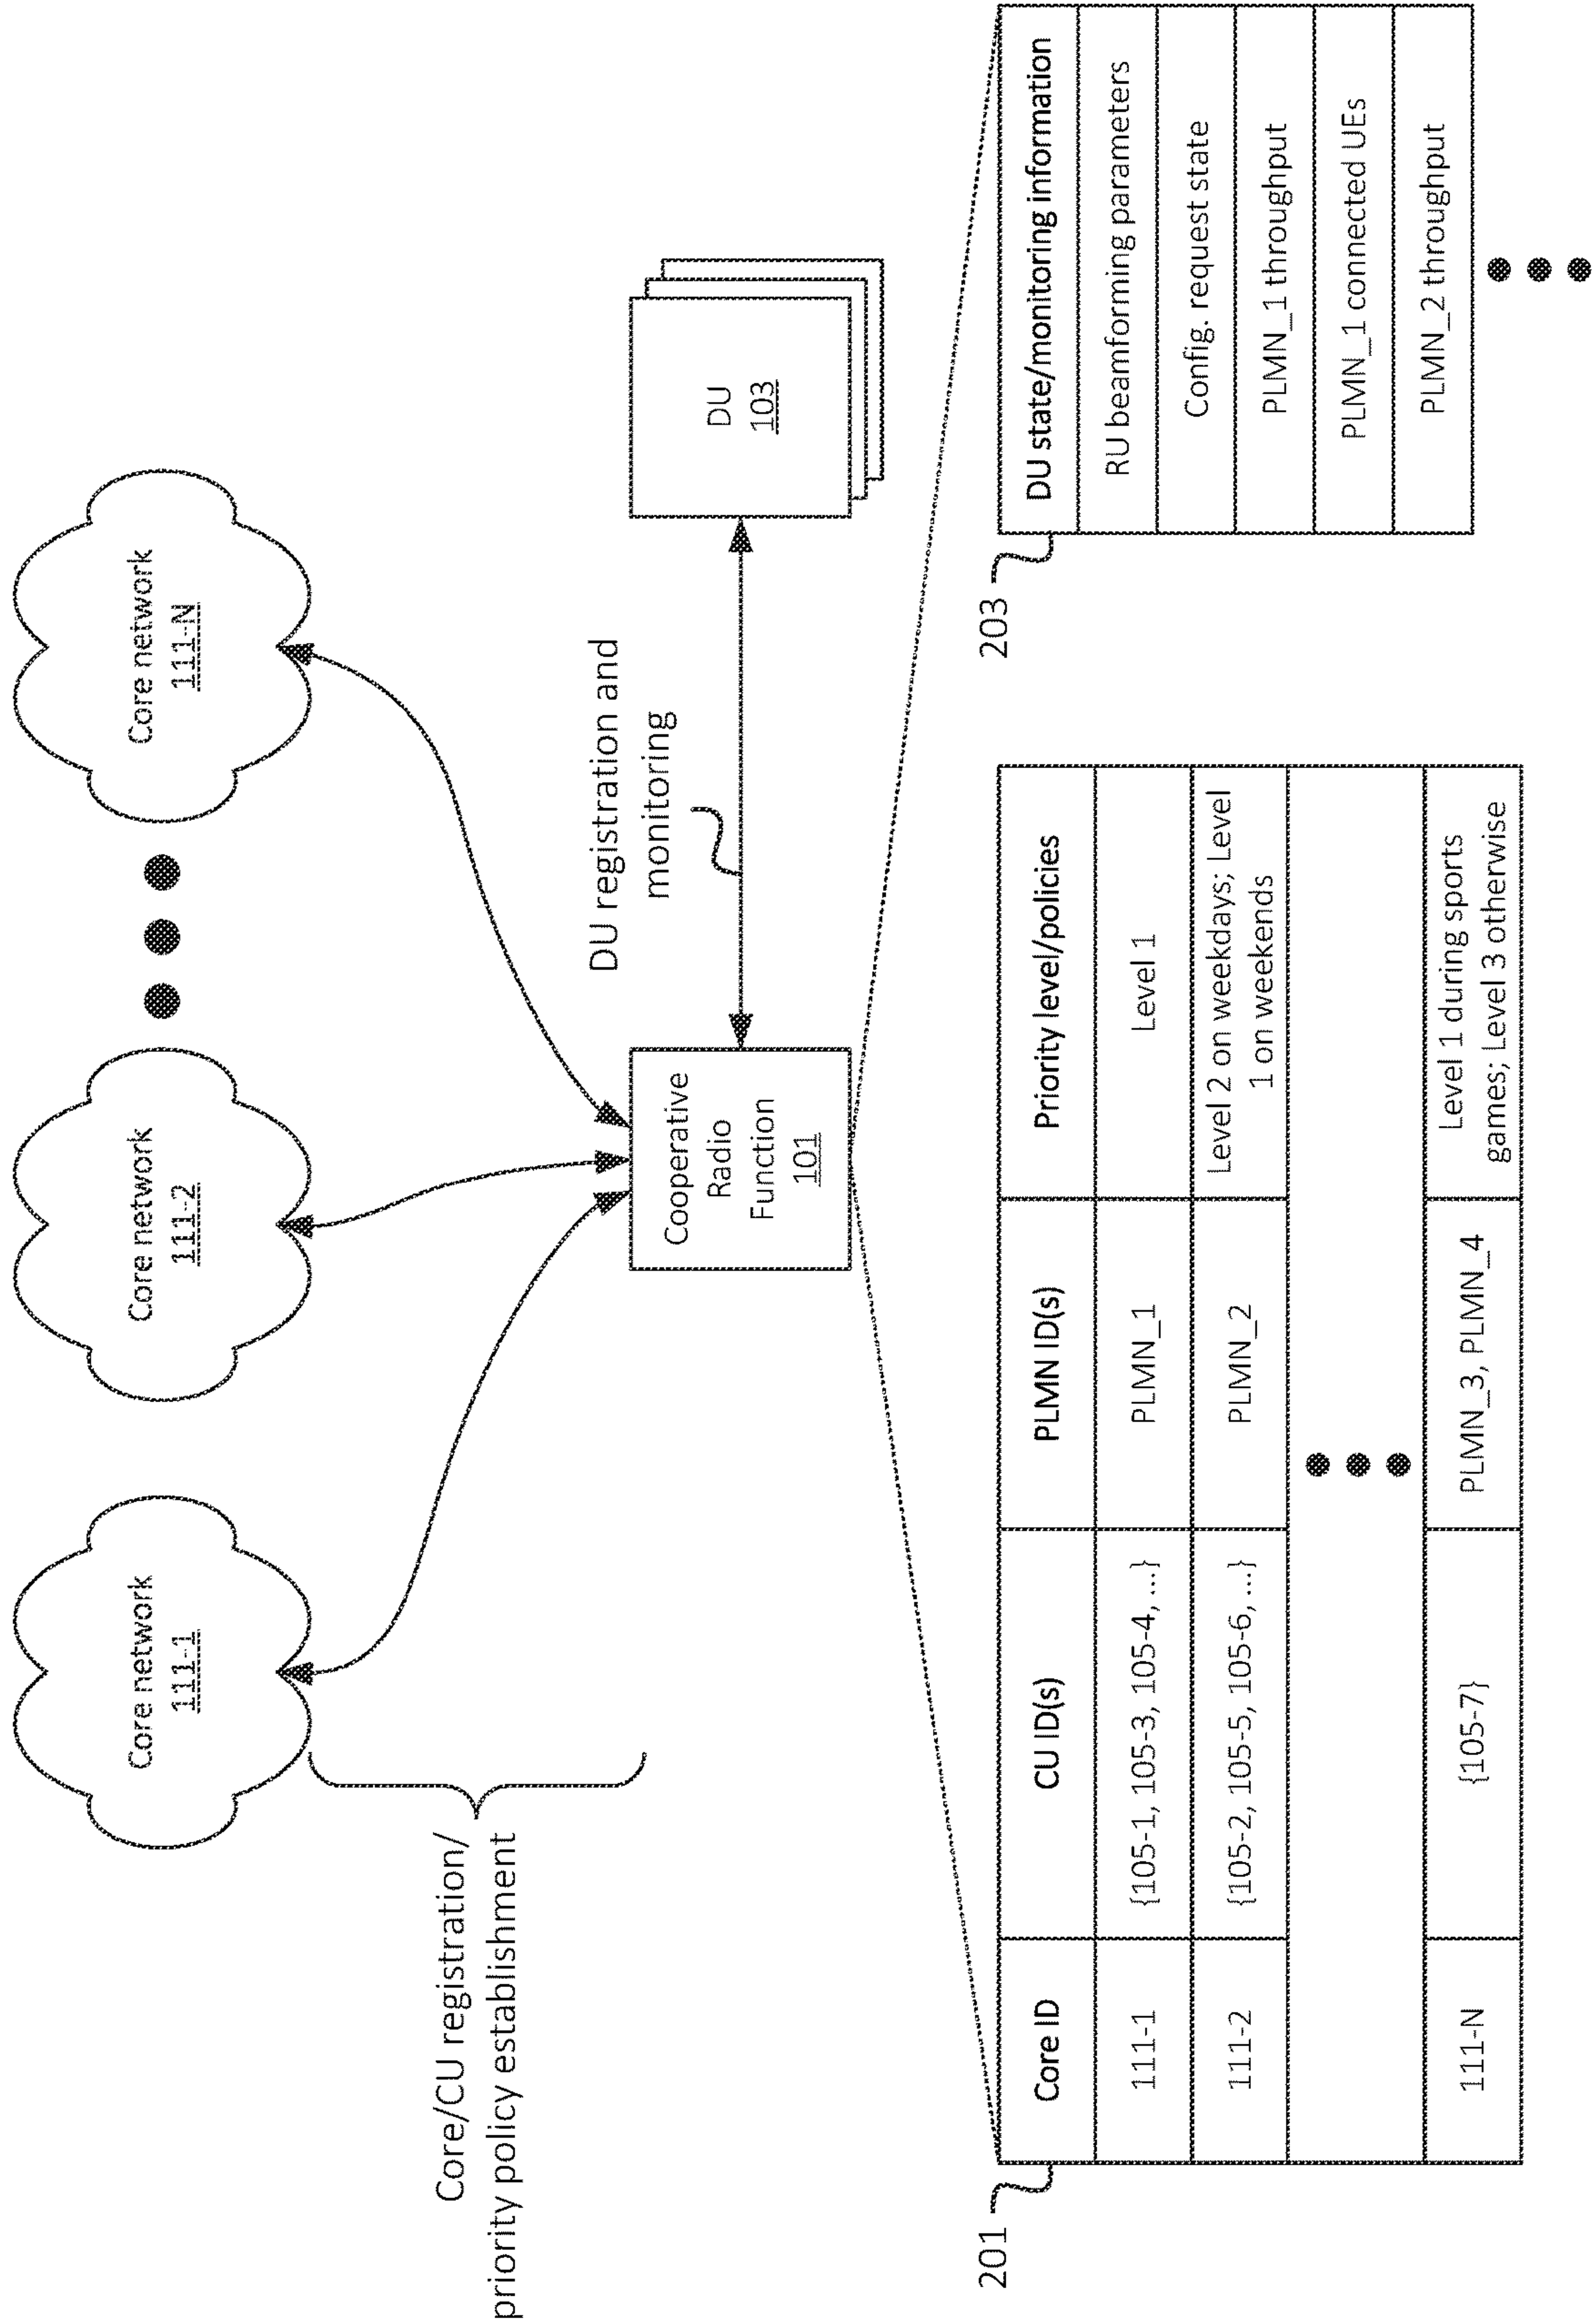 Core network
111-1
Core network
111-2
Core network
111-N
Core/CU registration/
priority policy establishment
DU registration and
monitoring
Cooperative
Radio
Function
101
DU
103
201
Core ID
CU ID(s)
PLMN ID(s)
Priority level/policies
111-1
{105-1, 105-3, 105-4, ...}
PLMN_1
Level 1
111-2
{105-2, 105-5, 105-6, ...}
PLMN_2
Level 2 on weekdays; Level
1 on weekends
111-N
{105-7}
PLMN_3, PLMN_4
Level 1 during sports
games; Level 3 otherwise
203
DU state/monitoring information
RU beamforming parameters
Config. request state
PLMN_1 throughput
PLMN_1 connected UEs
PLMN_2 throughput